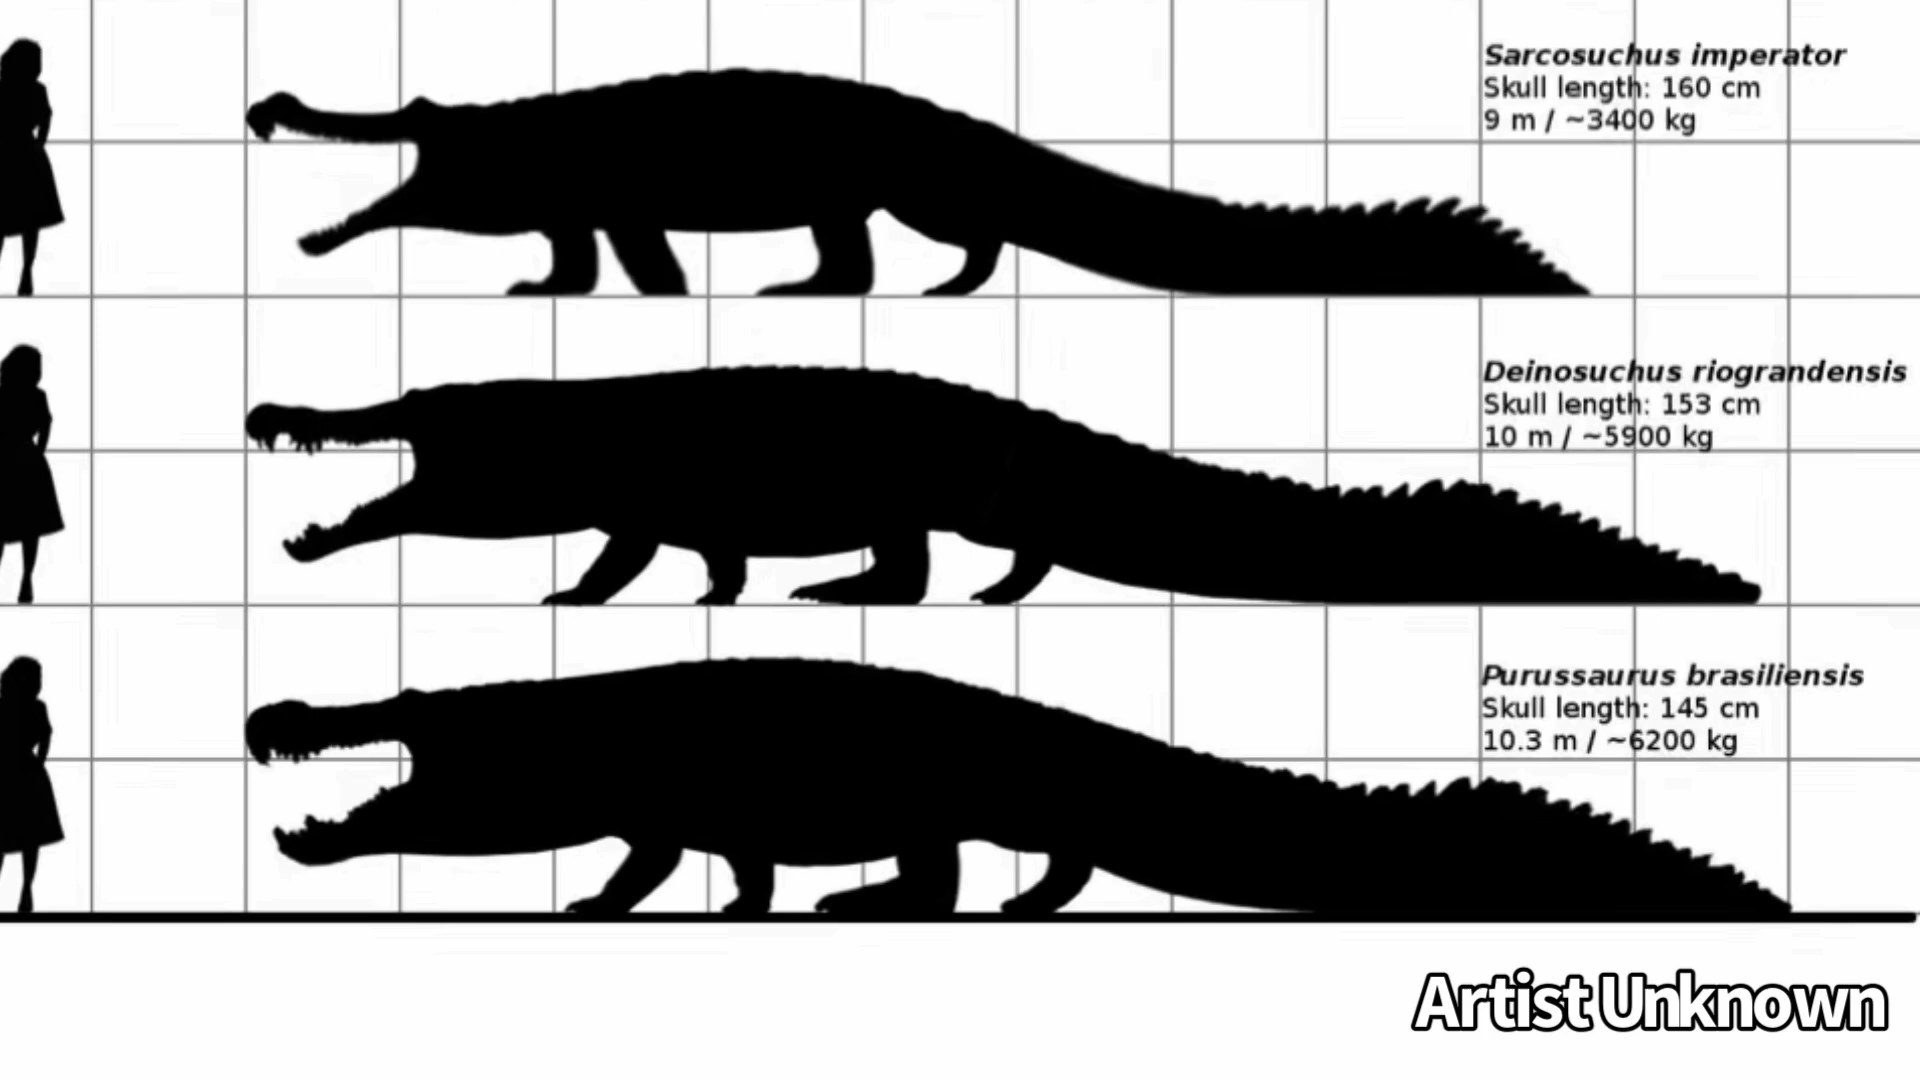 Sarcosuchus imperator
Skull length: 160 cm
9 m / ~3400 kg
Deinosuchus riograndensis
Skull length: 153 cm
10 m / ~5900 kg
Purussaurus brasiliensis
Skull length: 145 cm
10.3 m / ~6200 kg
Artist Unknown